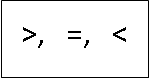 >, =, <